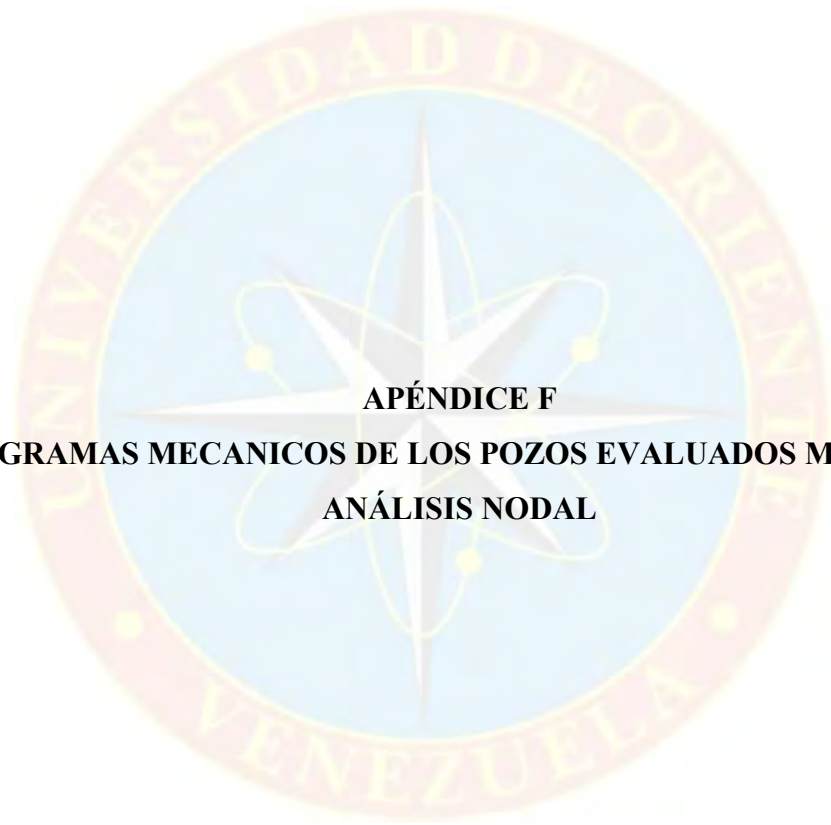 UNIVERSIDAD DE ORIENTE
APÉNDICE F
GRAMAS MECANICOS DE LOS POZOS EVALUADOS M
ANÁLISIS NODAL
VENEZUELA